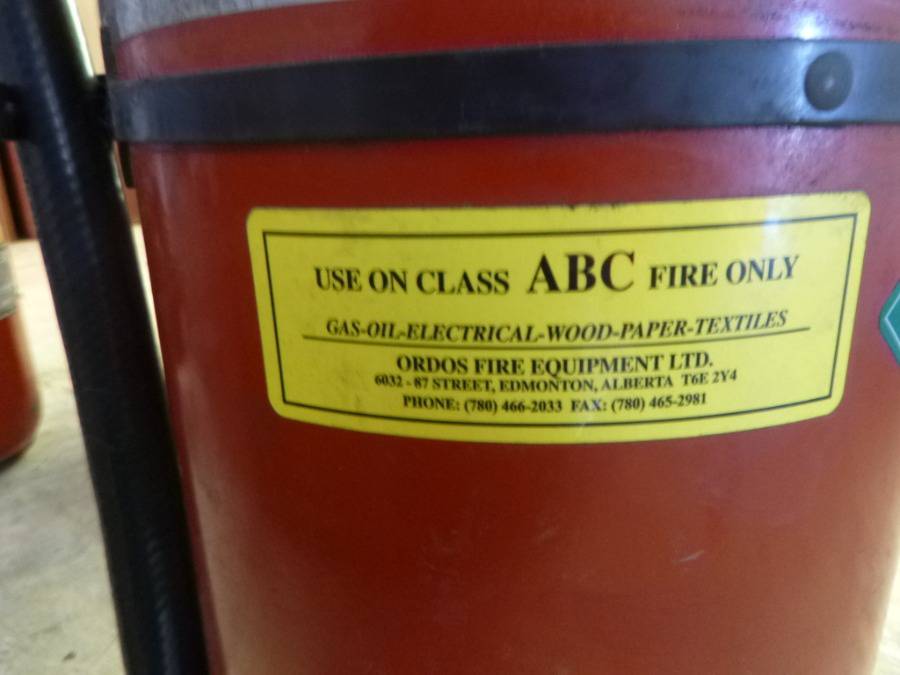 USE ON CLASS ABC FIRE ONLY
GAS-OIL-ELECTRICAL-WOOD-PAPER-TEXTILES
ORDOS FIRE EQUIPMENT LTD.
6032 - 87 STREET, EDMONTON, ALBERTA T6E 2Y4
PHONE: (780) 466-2033 FAX: (780) 465-2981